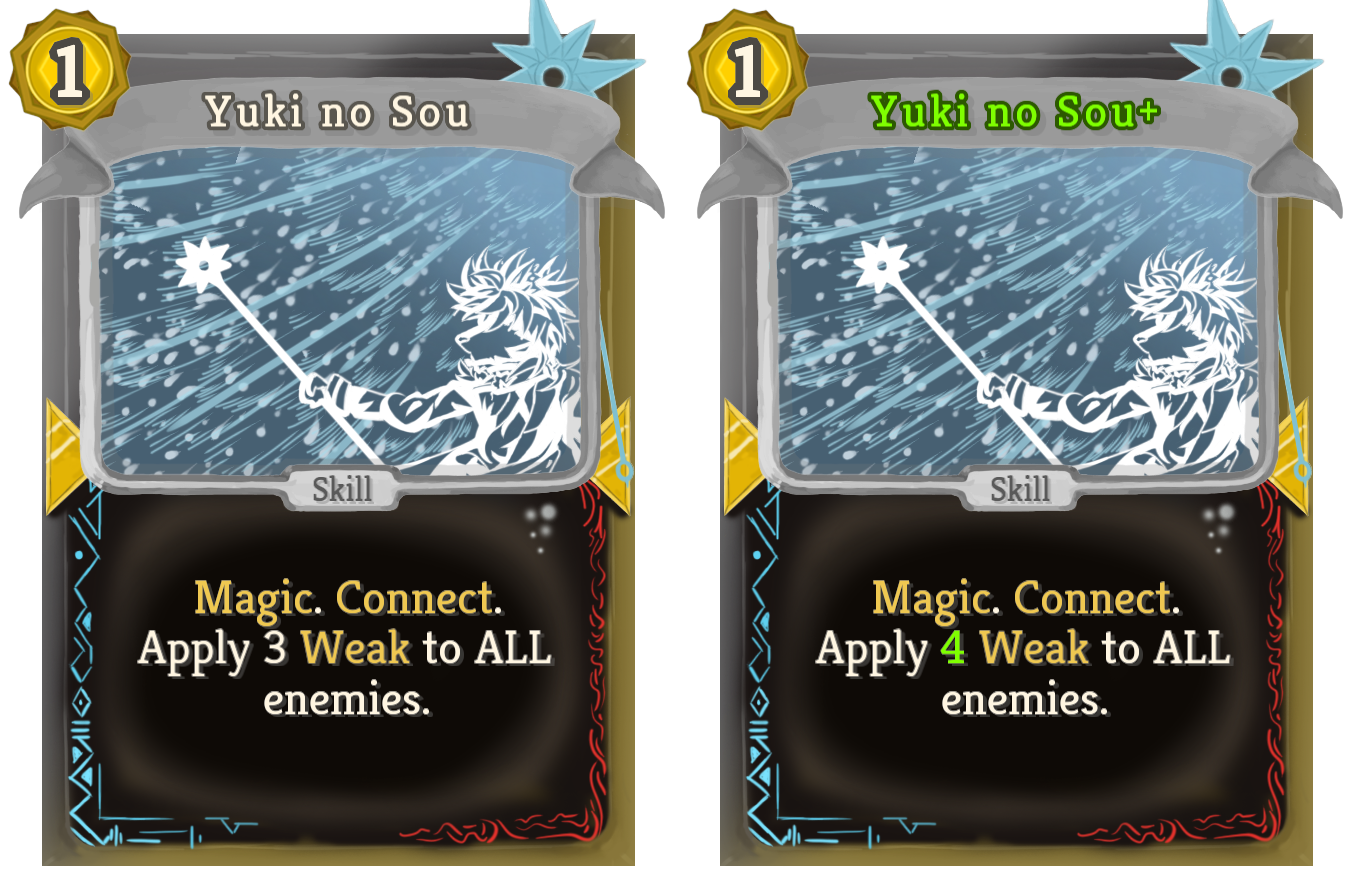 1
Yuki no Sou
Skill
Magic. Connect.
Apply 3 Weak to ALL
enemies.
1
Yuki no Sou+
Skill
Magic. Connect.
Apply 4 Weak to ALL
enemies.